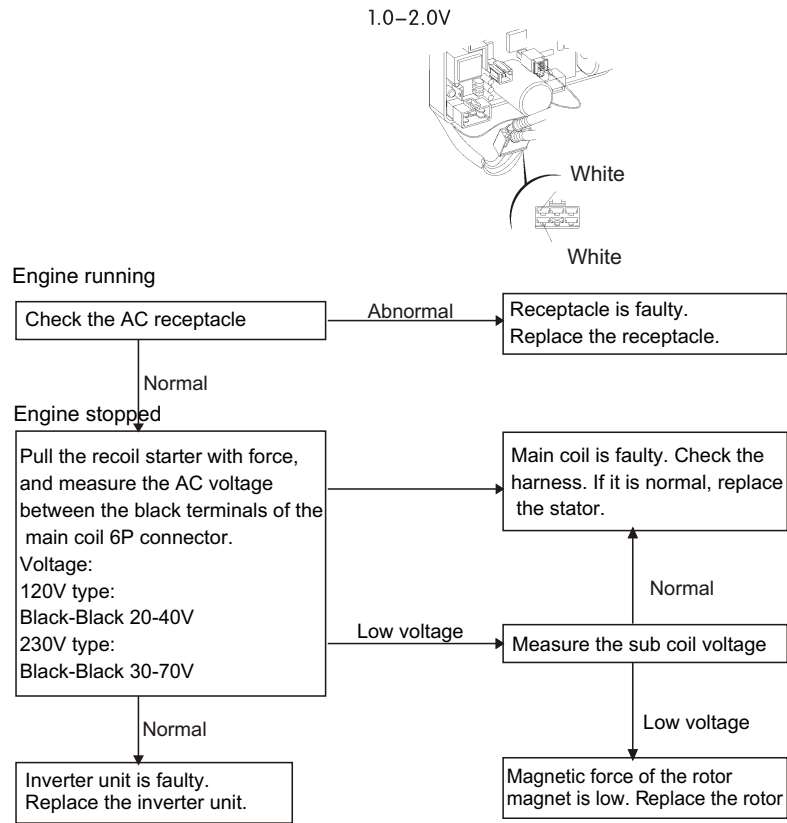 1.0–2.0V
White
White
Engine running
Check the AC receptacle
Abnormal
Receptacle is faulty.
Replace the receptacle.
Normal
Engine stopped
Pull the recoil starter with force,
and measure the AC voltage
between the black terminals of the
main coil 6P connector.
Voltage:
120V type:
Black-Black 20-40V
230V type:
Black-Black 30-70V
Main coil is faulty. Check the
harness. If it is normal, replace
the stator.
Normal
Low voltage
Measure the sub coil voltage
Normal
Low voltage
Inverter unit is faulty.
Replace the inverter unit.
Magnetic force of the rotor
magnet is low. Replace the rotor